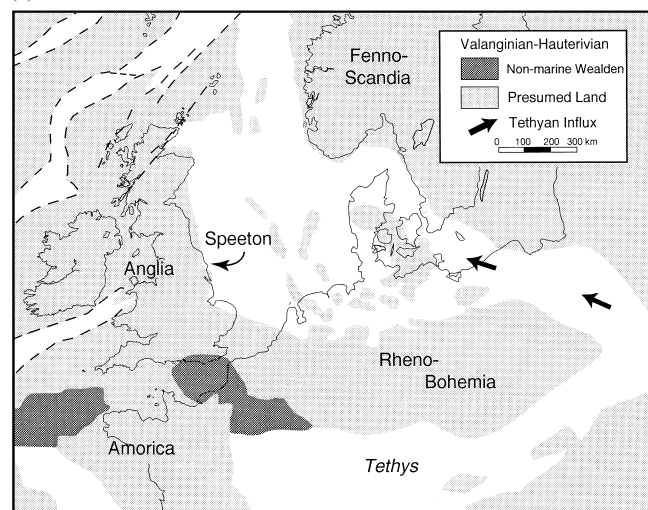 Fenno-
Scandia
Valanginian-Hauterivian
Non-marine Wealden
Presumed Land
Tethyan Influx
0 100 200 300 km
Speeton
Anglia
Rheno-
Bohemia
Amorica
Tethys